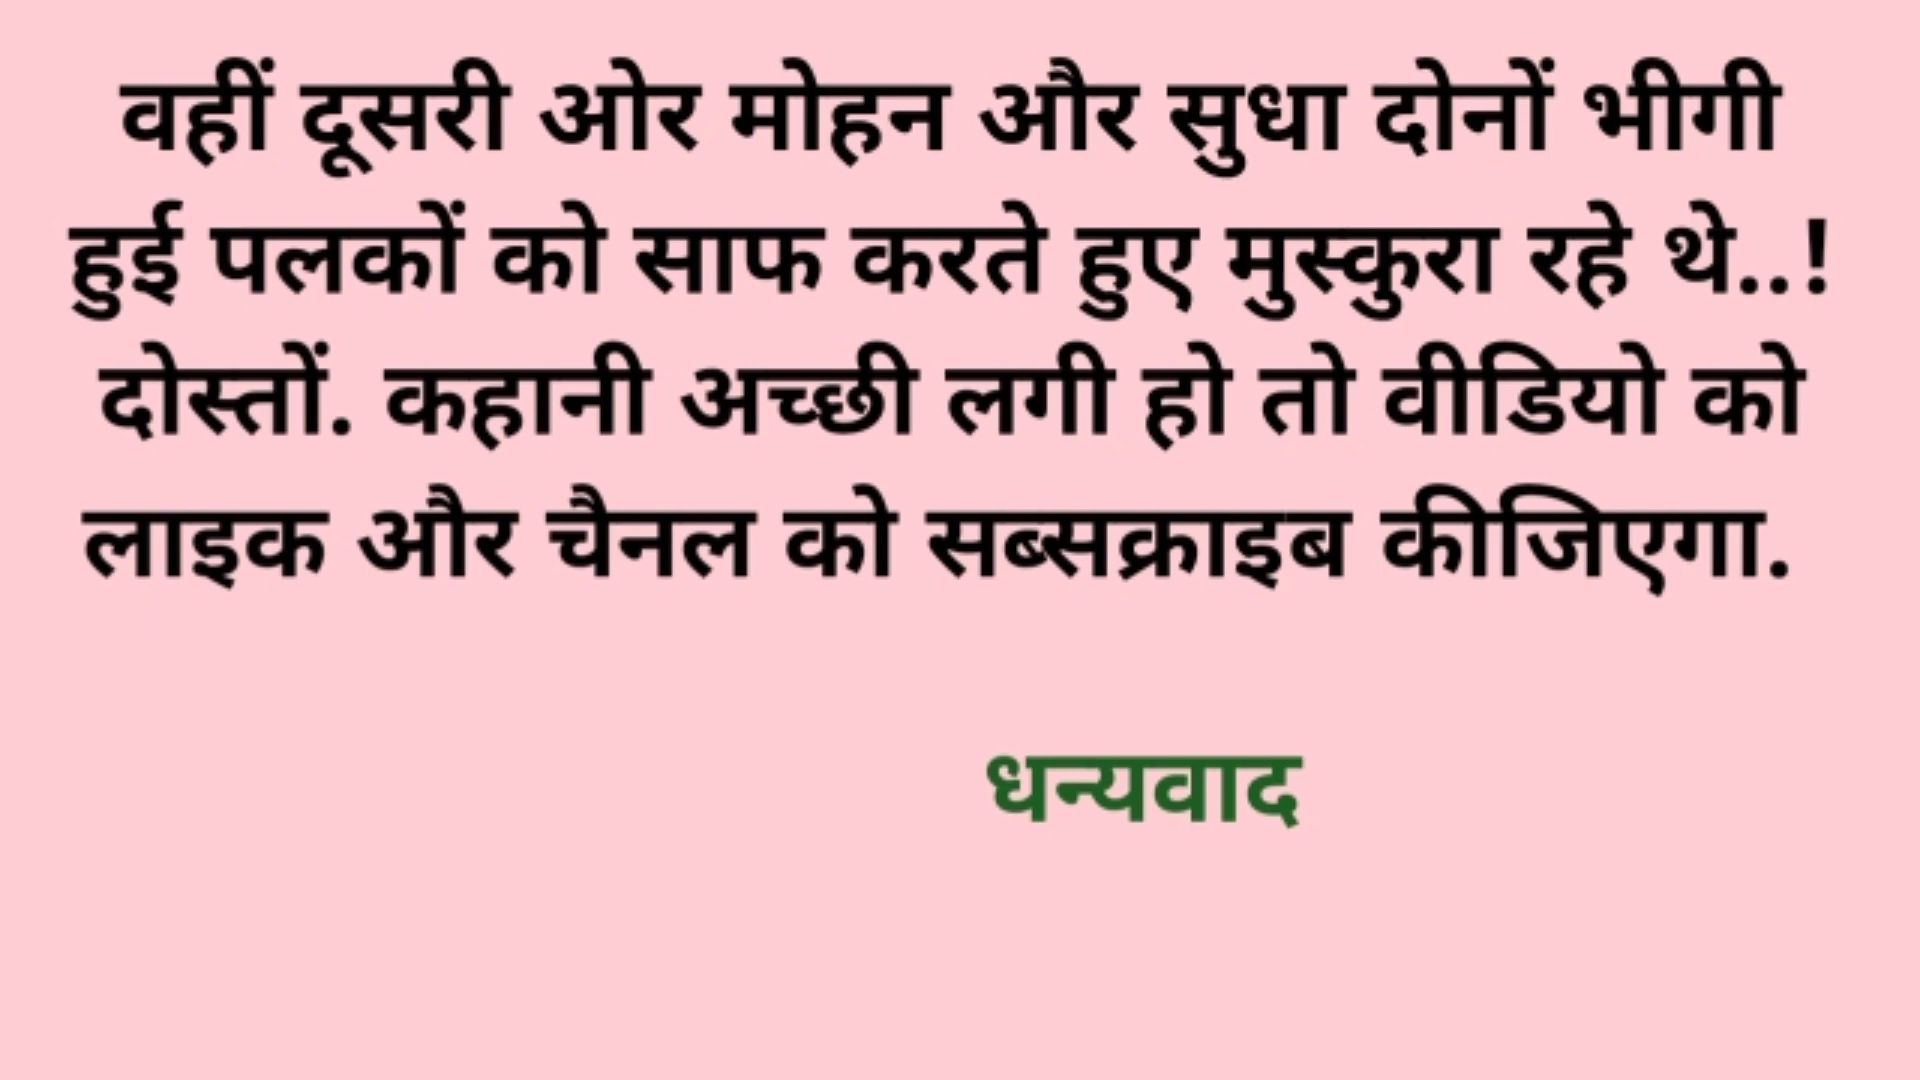 वहीं दूसरी ओर मोहन और सुधा दोनों भीगी
हुई पलकों को साफ करते हुए मुस्कुरा रहे थे..!
दोस्तों. कहानी अच्छी लगी हो तो वीडियो को
लाइक और चैनल को सब्सक्राइब कीजिएगा.
धन्यवाद